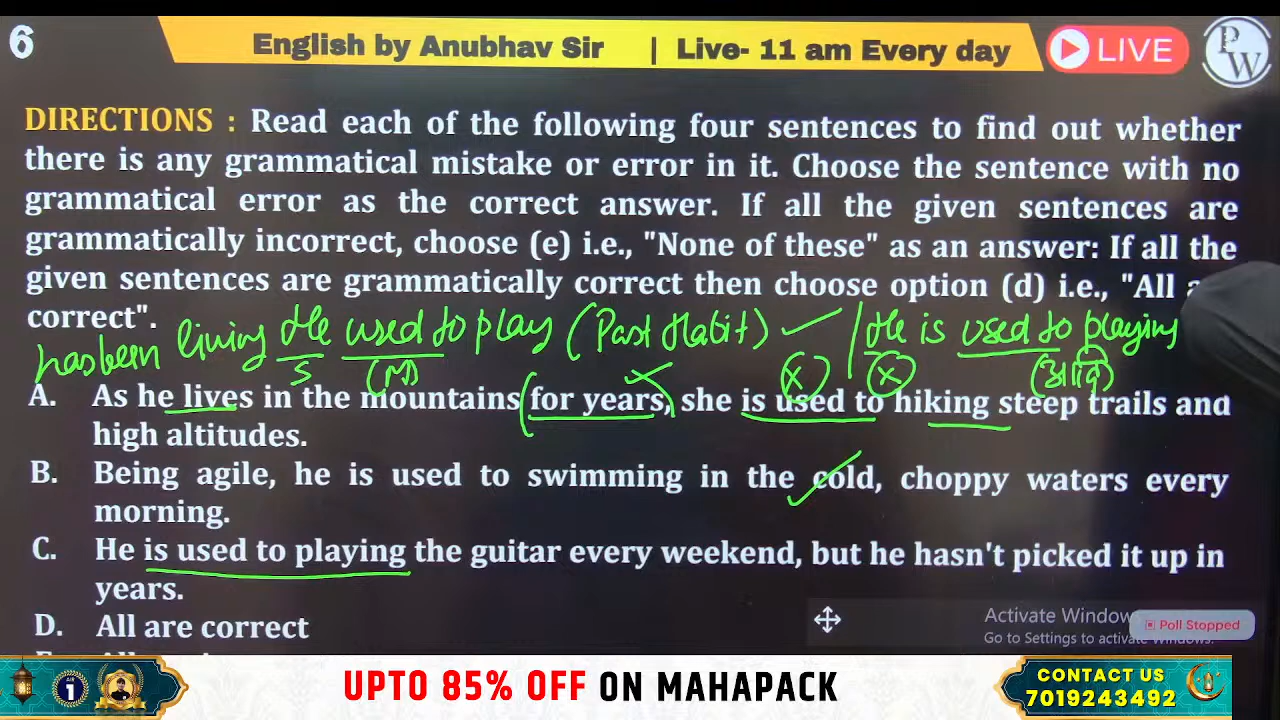 6
English by Anubhav Sir | Live- 11 am Every day
LIVE
PW
DIRECTIONS : Read each of the following four sentences to find out whether
there is any grammatical mistake or error in it. Choose the sentence with no
grammatical error as the correct answer. If all the given sentences are
grammatically incorrect, choose (e) i.e., "None of these" as an answer: If all the
given sentences are grammatically correct then choose option (d) i.e., "All
correct".
has been living He used to play (Past Habit) / He is used to playing
S (M) (X) (X)
A. As he lives in the mountains for years, she is used to hiking steep trails and
high altitudes.
B. Being agile, he is used to swimming in the cold, choppy waters every
morning.
C. He is used to playing the guitar every weekend, but he hasn't picked it up in
years.
D. All are correct
Activate Windows
Go to Settings to activate Windows.
Poll Stopped
1
UPTO 85% OFF ON MAHAPACK
CONTACT US
7019243492